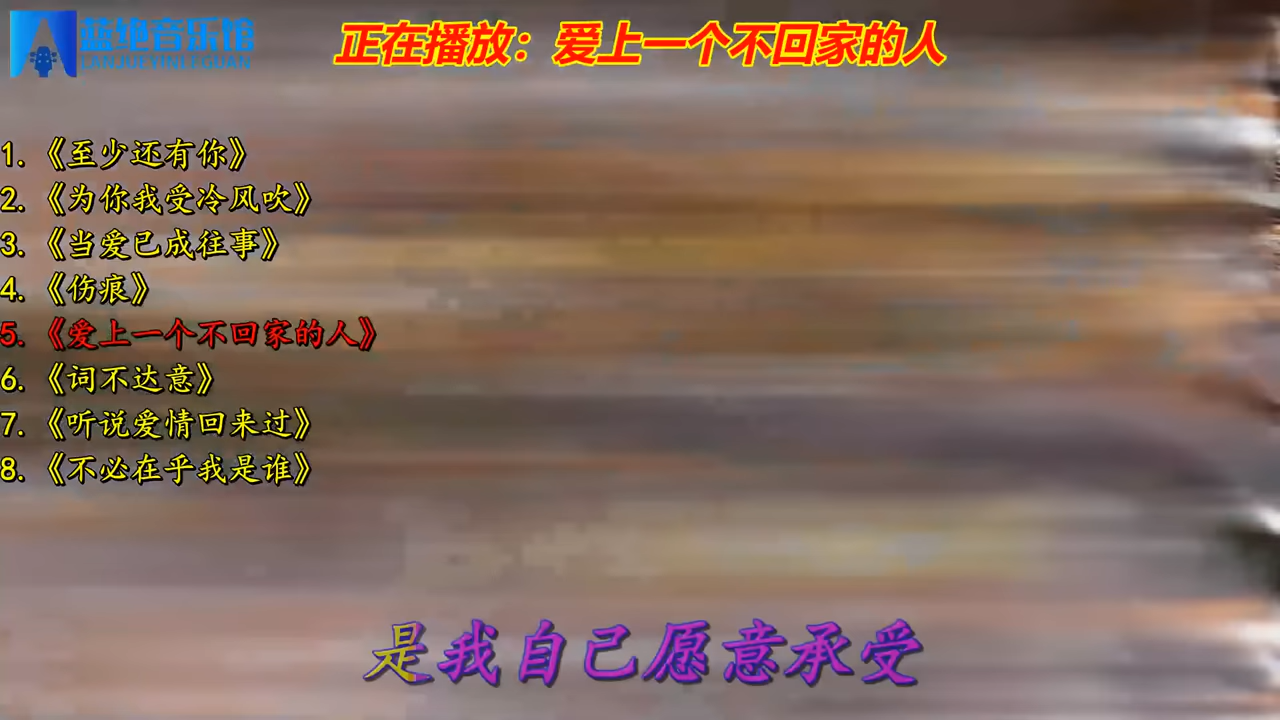 蓝绝音乐馆
LANJUEYINLEGUAN
正在播放：爱上一个不回家的人
1.《至少还有你》
2.《为你我受冷风吹》
3.《当爱已成往事》
4.《伤痕》
5.《爱上一个不回家的人》
6.《词不达意》
7.《听说爱情回来过》
8.《不必在乎我是谁》
是我自己愿意承受